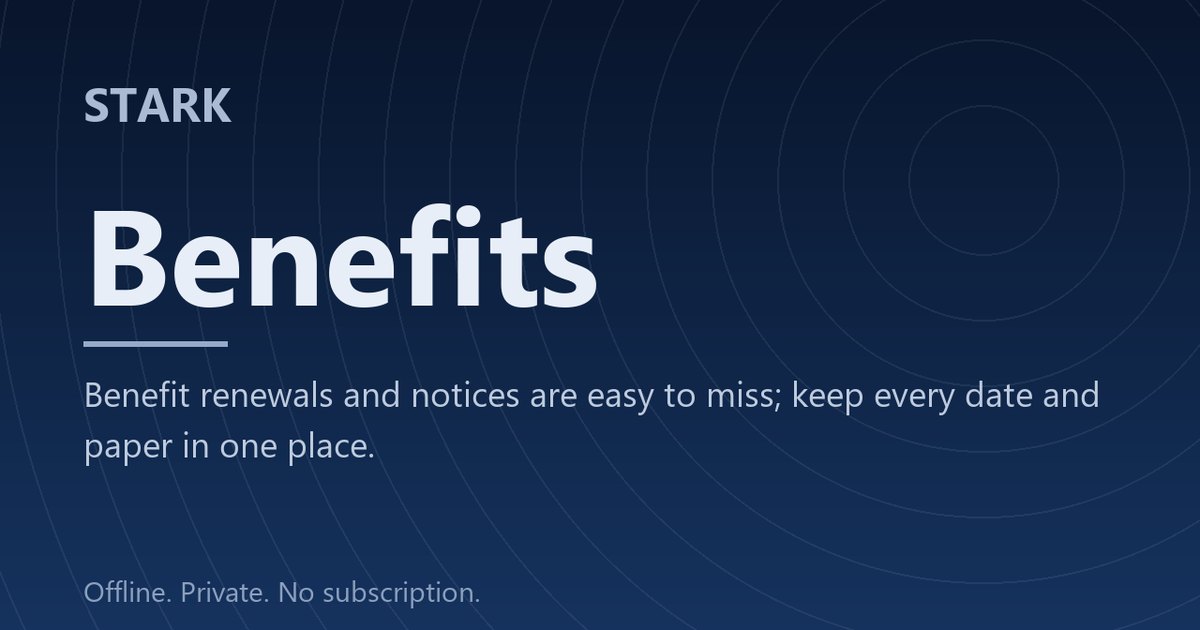 STARK
Benefits
Benefit renewals and notices are easy to miss; keep every date and
paper in one place.
Offline. Private. No subscription.